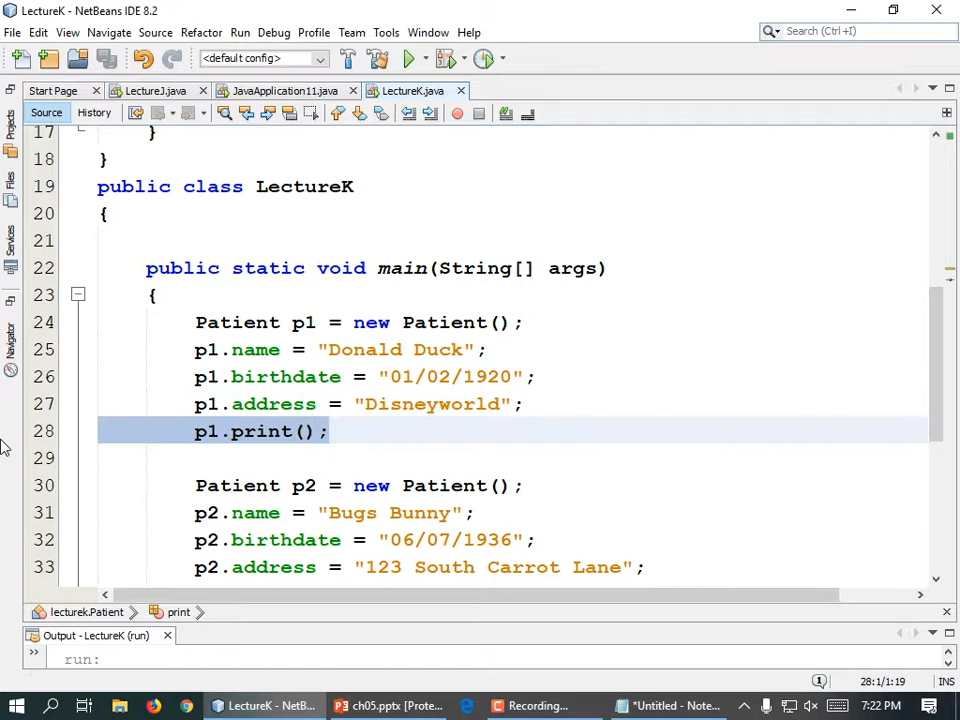 LectureK - NetBeans IDE 8.2
File Edit View Navigate Source Refactor Run Debug Profile Team Tools Window Help
Search (Ctrl+I)
<default config>
Start Page LectureJ.java JavaApplication11.java LectureK.java
Source History
Projects
Files
Services
Navigator
17 }
18 }
19 public class LectureK
20 {
21
22 public static void main(String[] args)
23 {
24 Patient p1 = new Patient();
25 p1.name = "Donald Duck";
26 p1.birthdate = "01/02/1920";
27 p1.address = "Disneyworld";
28 p1.print();
29
30 Patient p2 = new Patient();
31 p2.name = "Bugs Bunny";
32 p2.birthdate = "06/07/1936";
33 p2.address = "123 South Carrot Lane";
lecturek.Patient print
Output - LectureK (run)
run:
1 28:1/1:19 INS
LectureK - NetB... ch05.pptx [Prote... Recording... *Untitled - Note... 7:22 PM